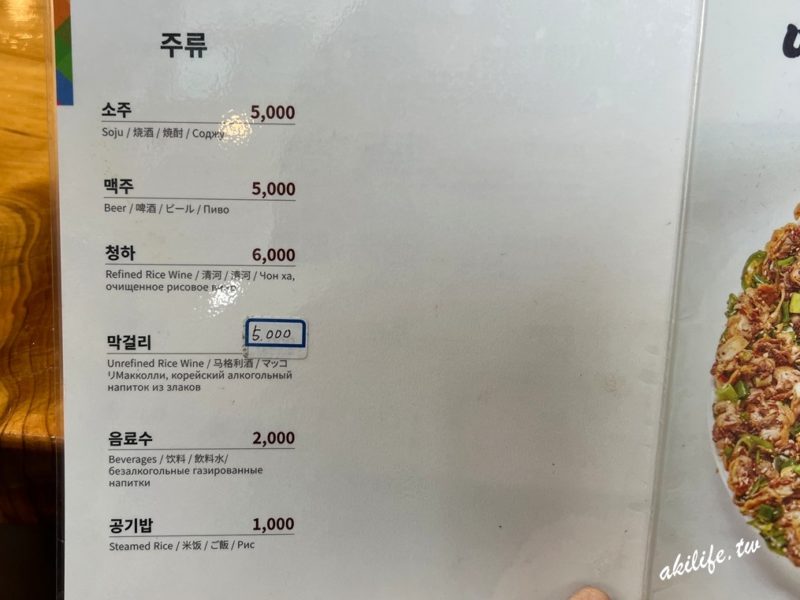 주류
소주 5,000
Soju / 烧酒 / 焼酎 / Соджу
맥주 5,000
Beer / 啤酒 / ビール / Пиво
청하 6,000
Refined Rice Wine / 清河 / 清河 / Чон ха,
очищенное рисовое вино
막걸리 5,000
Unrefined Rice Wine / 马格利酒 / マッコ
リМакколли, корейский алкогольный
напиток из злаков
음료수 2,000
Beverages / 饮料 / 飲料水/
безалкогольные газированные
напитки
공기밥 1,000
Steamed Rice / 米饭 / ご飯 / Рис
akilife.tw